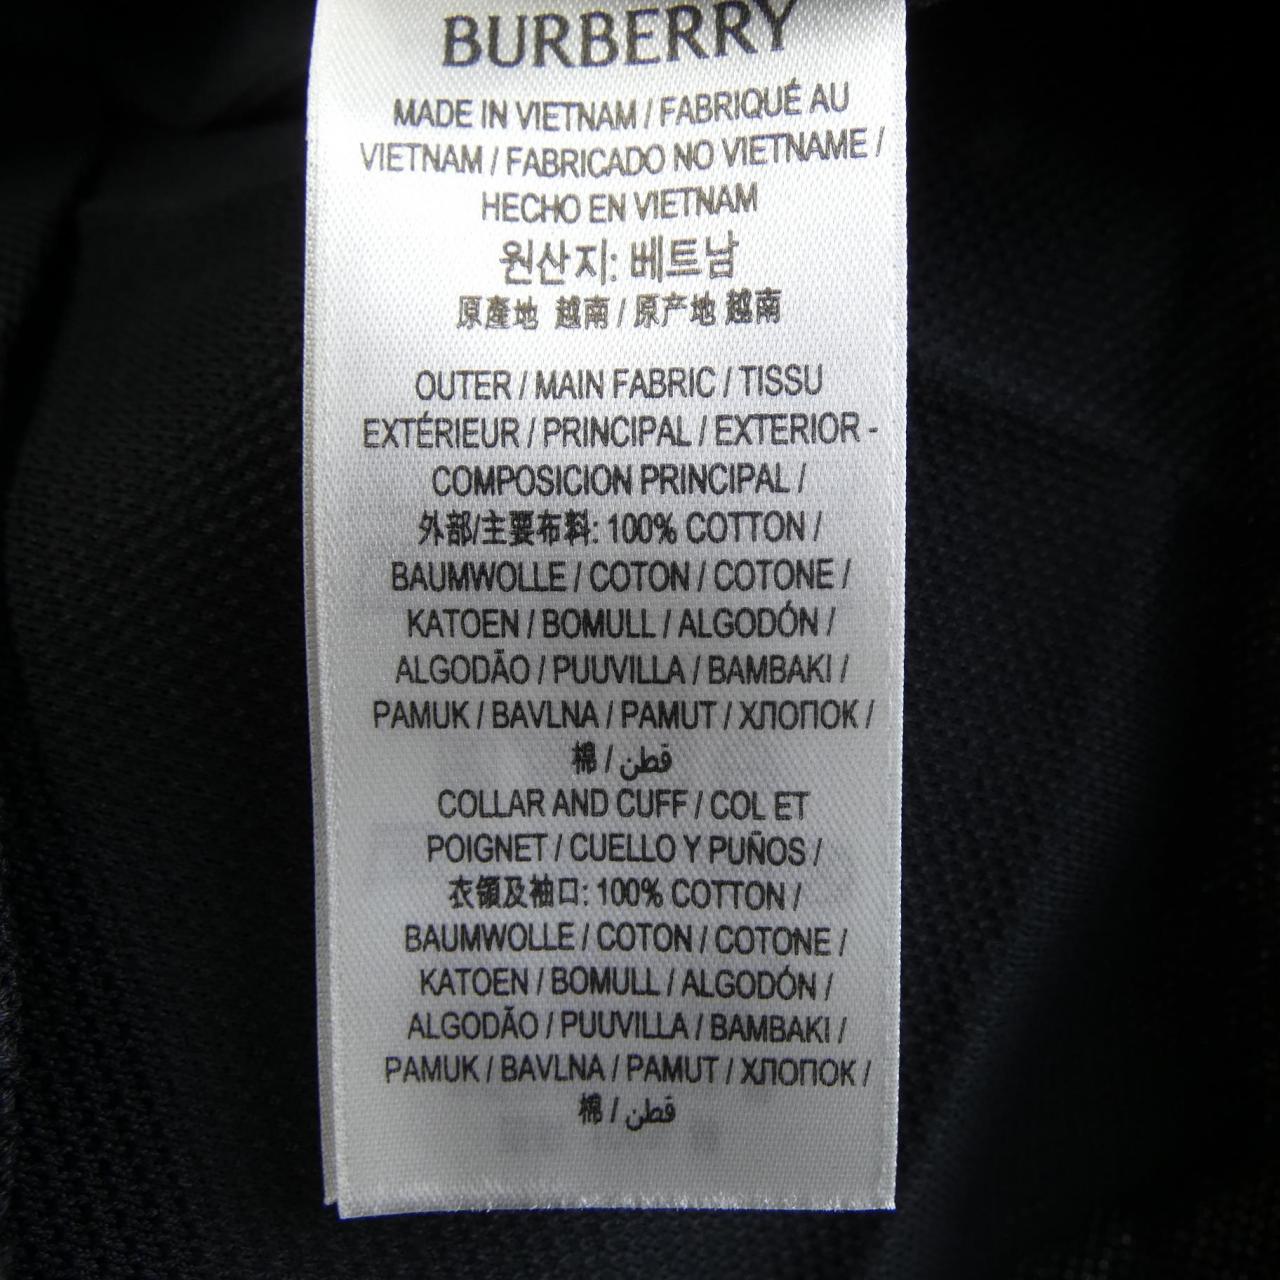 BURBERRY
MADE IN VIETNAM / FABRIQUÉ AU
VIETNAM / FABRICADO NO VIETNAME /
HECHO EN VIETNAM
원산지: 베트남
原產地 越南 / 原产地 越南
OUTER / MAIN FABRIC / TISSU
EXTÉRIEUR / PRINCIPAL / EXTERIOR -
COMPOSICION PRINCIPAL /
外部/主要布料: 100% COTTON /
BAUMWOLLE / COTON / COTONE /
KATOEN / BOMULL / ALGODÓN /
ALGODÃO / PUUVILLA / BAMBAKI /
PAMUK / BAVLNA / PAMUT / ХЛОПОК /
棉 / قطن
COLLAR AND CUFF / COL ET
POIGNET / CUELLO Y PUÑOS /
衣領及袖口: 100% COTTON /
BAUMWOLLE / COTON / COTONE /
KATOEN / BOMULL / ALGODÓN /
ALGODÃO / PUUVILLA / BAMBAKI /
PAMUK / BAVLNA / PAMUT / ХЛОПОК /
棉 / قطن